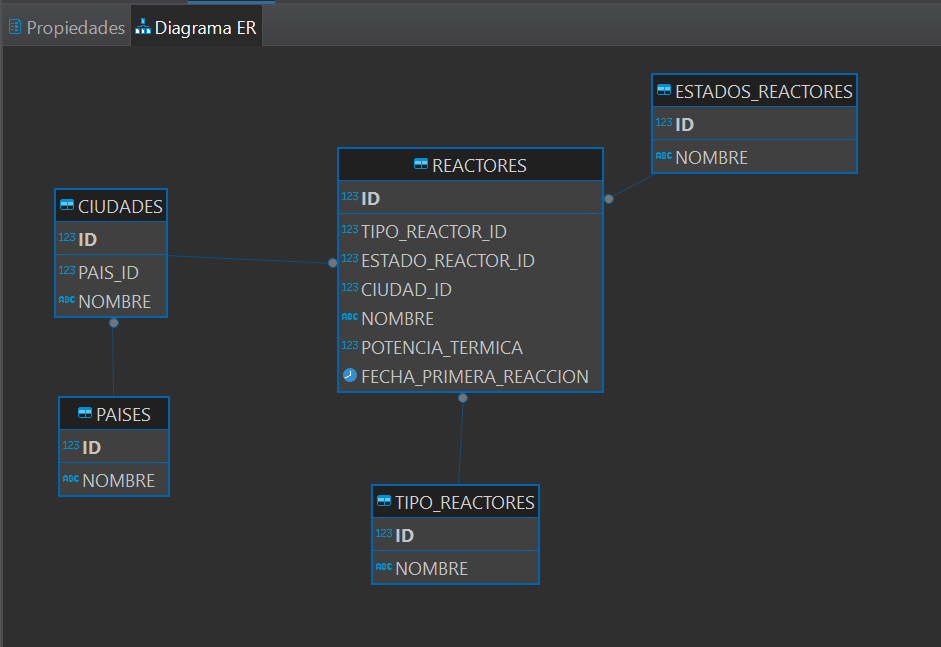 Propiedades
Diagrama ER
ESTADOS_REACTORES
123 ID
ABC NOMBRE
REACTORES
123 ID
123 TIPO_REACTOR_ID
123 ESTADO_REACTOR_ID
123 CIUDAD_ID
ABC NOMBRE
123 POTENCIA_TERMICA
FECHA_PRIMERA_REACCION
CIUDADES
123 ID
123 PAIS_ID
ABC NOMBRE
PAISES
123 ID
ABC NOMBRE
TIPO_REACTORES
123 ID
ABC NOMBRE